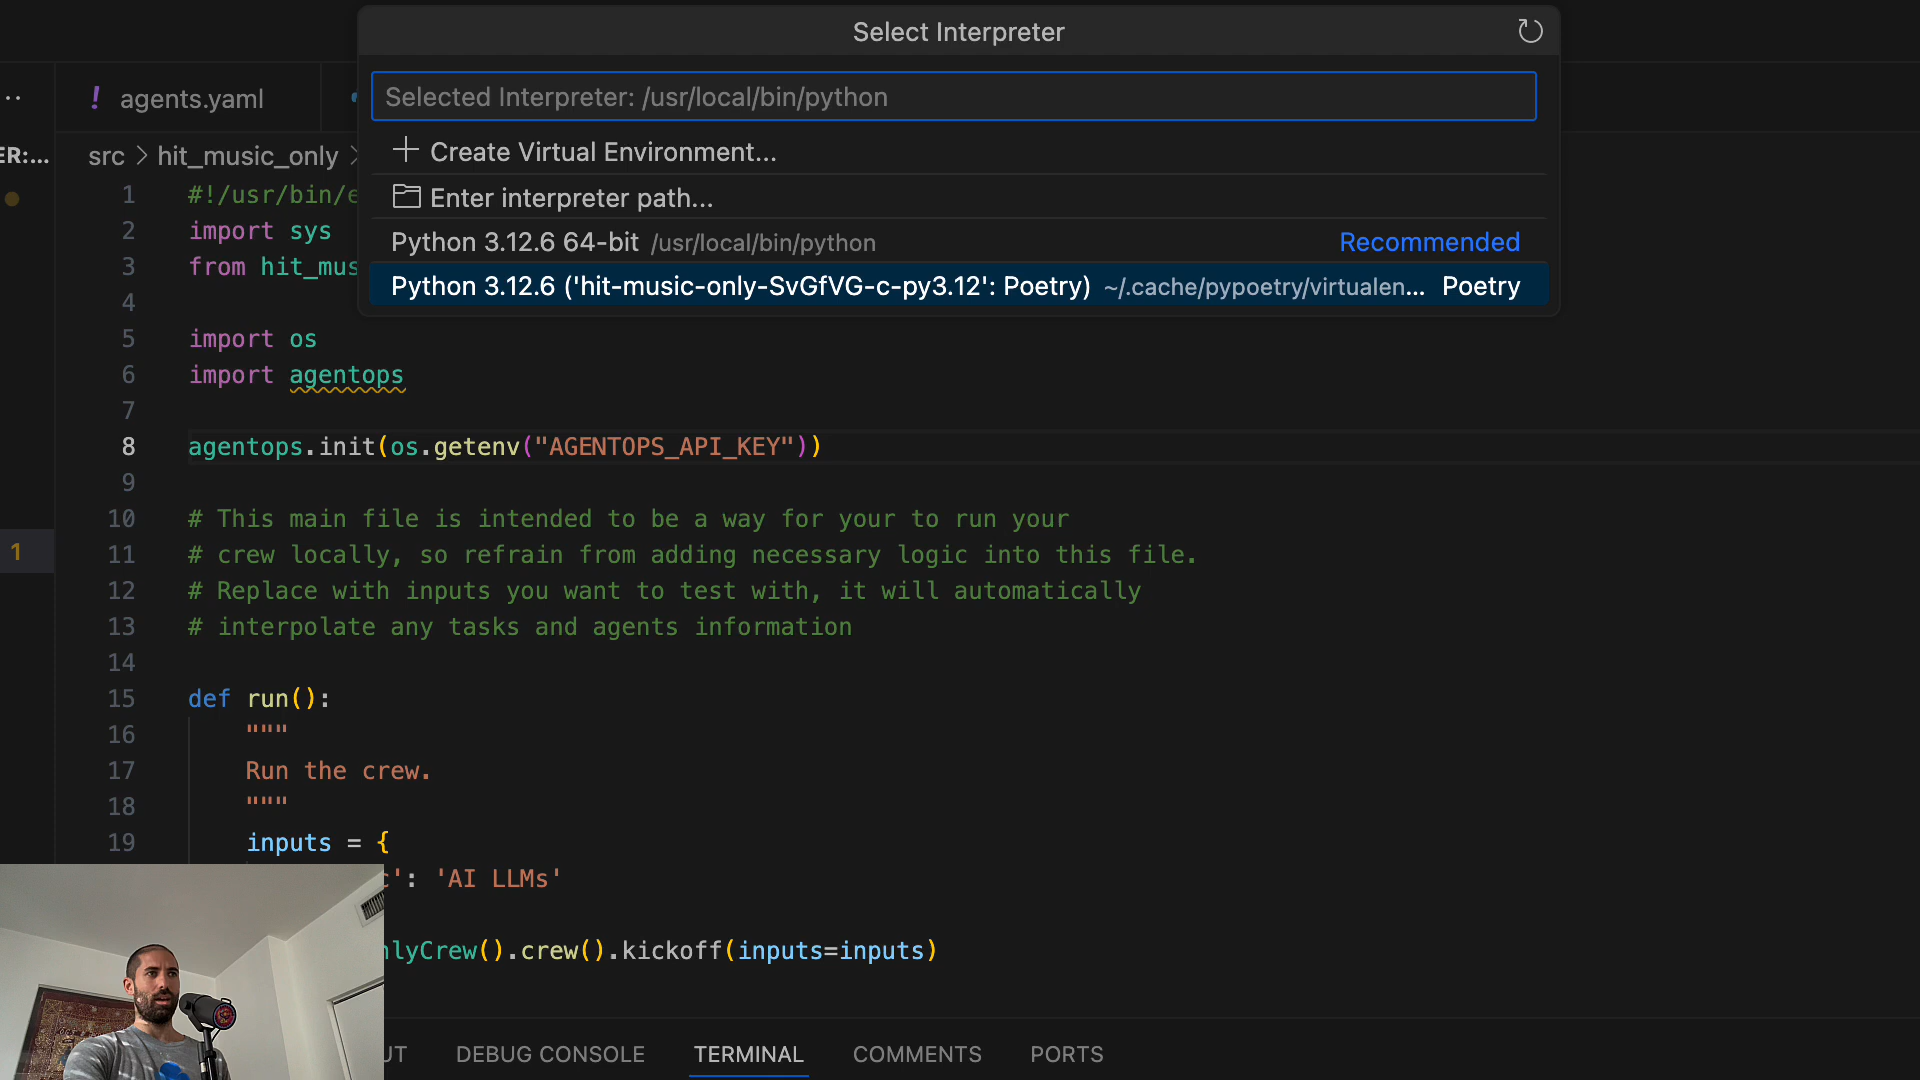 Select Interpreter
Selected Interpreter: /usr/local/bin/python
Create Virtual Environment...
Enter interpreter path...
Python 3.12.6 64-bit /usr/local/bin/python Recommended
Python 3.12.6 ('hit-music-only-SvGfVG-c-py3.12': Poetry) ~/.cache/pypoetry/virtualen... Poetry
! agents.yaml
ER:...
src > hit_music_only >
1 #!/usr/bin/e
2 import sys
3 from hit_mus
4
5 import os
6 import agentops
7
8 agentops.init(os.getenv("AGENTOPS_API_KEY"))
9
10 # This main file is intended to be a way for your to run your
1
11 # crew locally, so refrain from adding necessary logic into this file.
12 # Replace with inputs you want to test with, it will automatically
13 # interpolate any tasks and agents information
14
15 def run():
16 """
17 Run the crew.
18 """
19 inputs = {
c': 'AI LLMs'
nlyCrew().crew().kickoff(inputs=inputs)
UT DEBUG CONSOLE TERMINAL COMMENTS PORTS